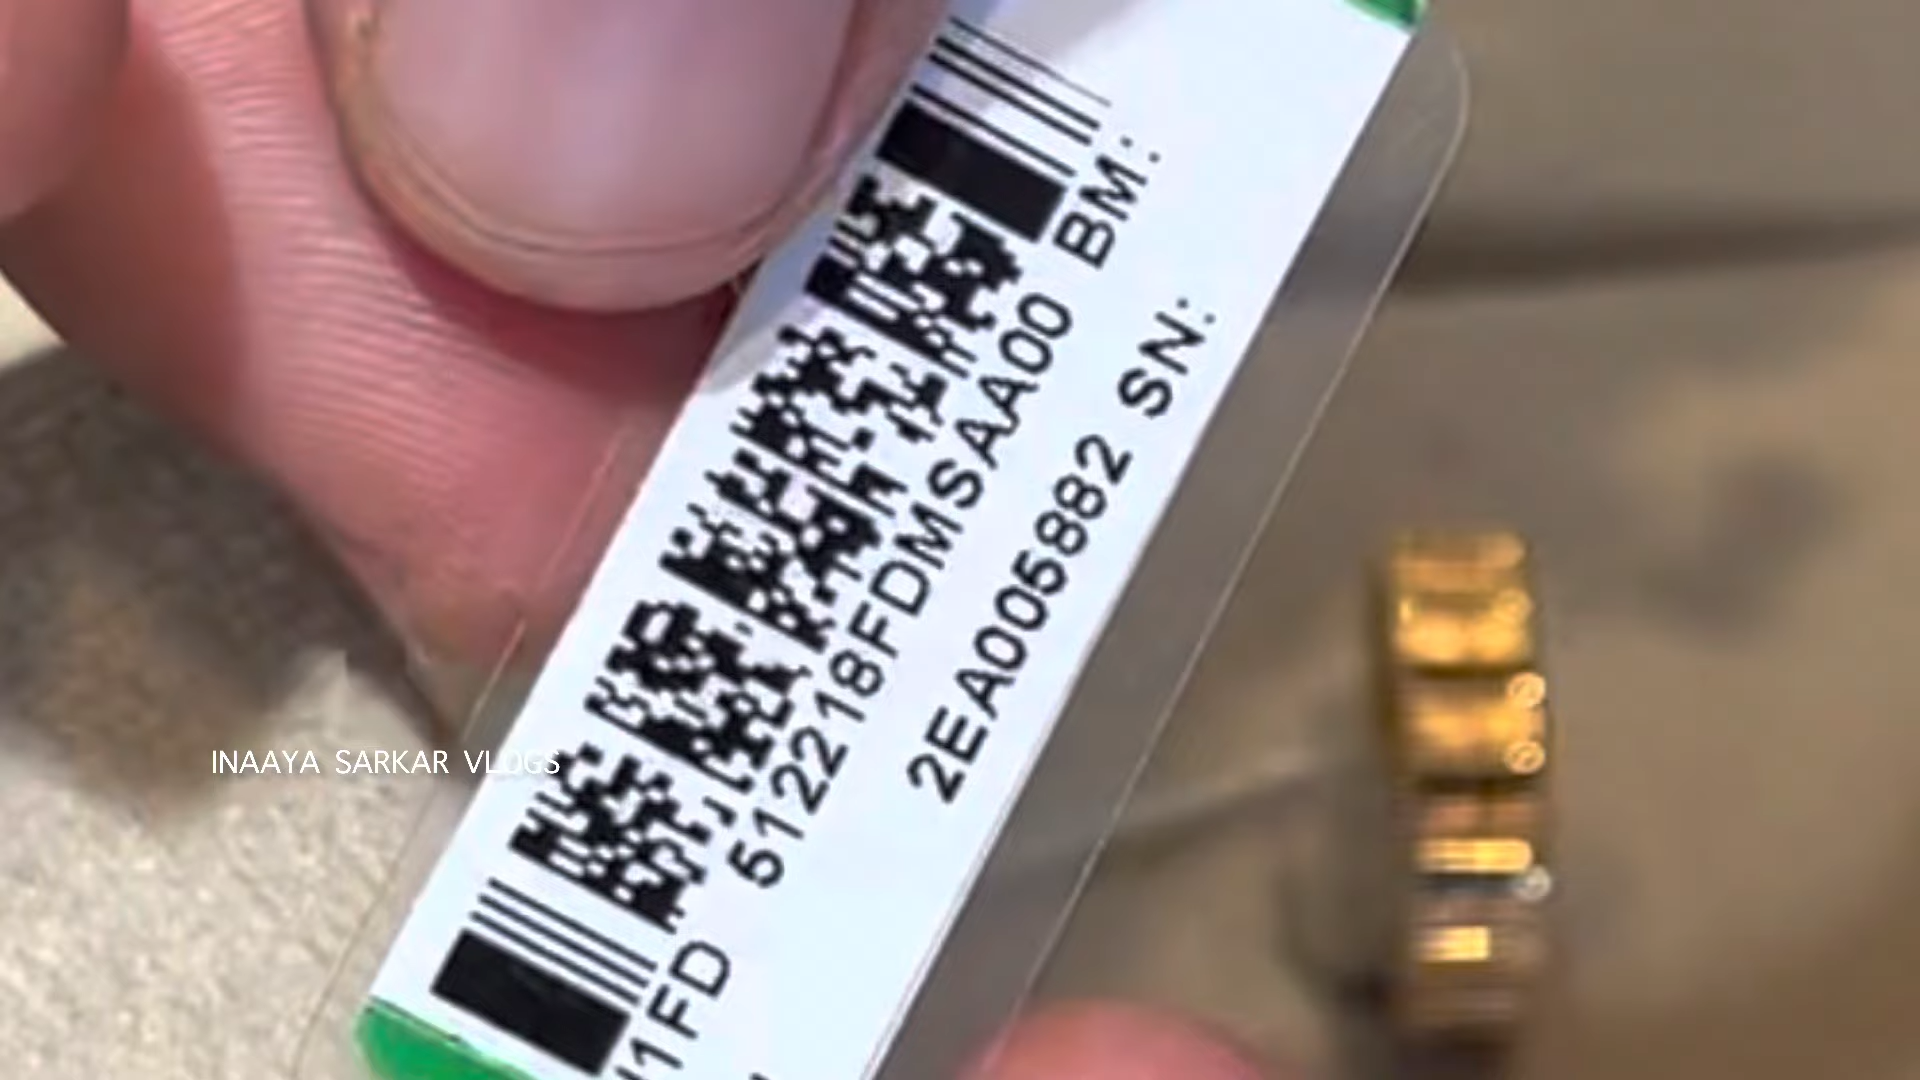 BM:
512218FDMSAA00
SN:
2EA005882
1FD
INAAYA SARKAR VLOGS